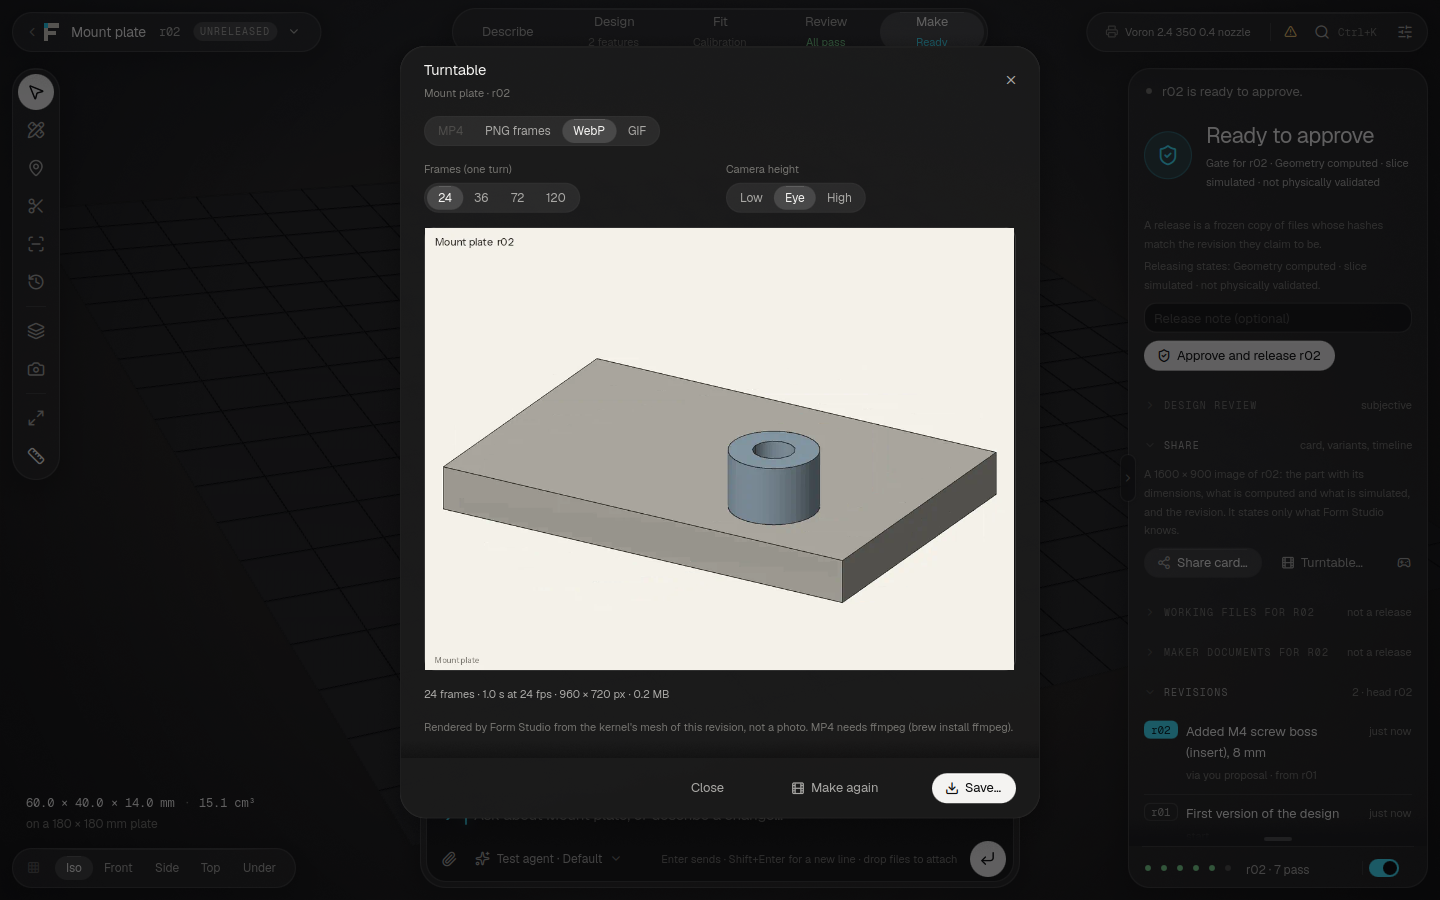 Mount plate r02 UNRELEASED
Describe
Design
2 features
Fit
Calibration
Review
All pass
Make
Ready
Voron 2.4 350 0.4 nozzle
Ctrl+K
Turntable
Mount plate · r02
MP4 PNG frames WebP GIF
Frames (one turn)
24 36 72 120
Camera height
Low Eye High
Mount plate r02
Mount plate
24 frames · 1.0 s at 24 fps · 960 × 720 px · 0.2 MB
Rendered by Form Studio from the kernel's mesh of this revision, not a photo. MP4 needs ffmpeg (brew install ffmpeg).
Close Make again Save...
r02 is ready to approve.
Ready to approve
Gate for r02 · Geometry computed · slice
simulated · not physically validated
A release is a frozen copy of files whose hashes
match the revision they claim to be.
Releasing states: Geometry computed · slice
simulated · not physically validated.
Release note (optional)
Approve and release r02
DESIGN REVIEW subjective
SHARE card, variants, timeline
A 1600 × 900 image of r02: the part with its
dimensions, what is computed and what is simulated,
and the revision. It states only what Form Studio
knows.
Share card... Turntable...
WORKING FILES FOR R02 not a release
MAKER DOCUMENTS FOR R02 not a release
REVISIONS 2 · head r02
r02 Added M4 screw boss just now
(insert), 8 mm
via you proposal · from r01
r01 First version of the design just now
r02 · 7 pass
60.0 × 40.0 × 14.0 mm · 15.1 cm³
on a 180 × 180 mm plate
Iso Front Side Top Under
Test agent · Default
Enter sends · Shift+Enter for a new line · drop files to attach